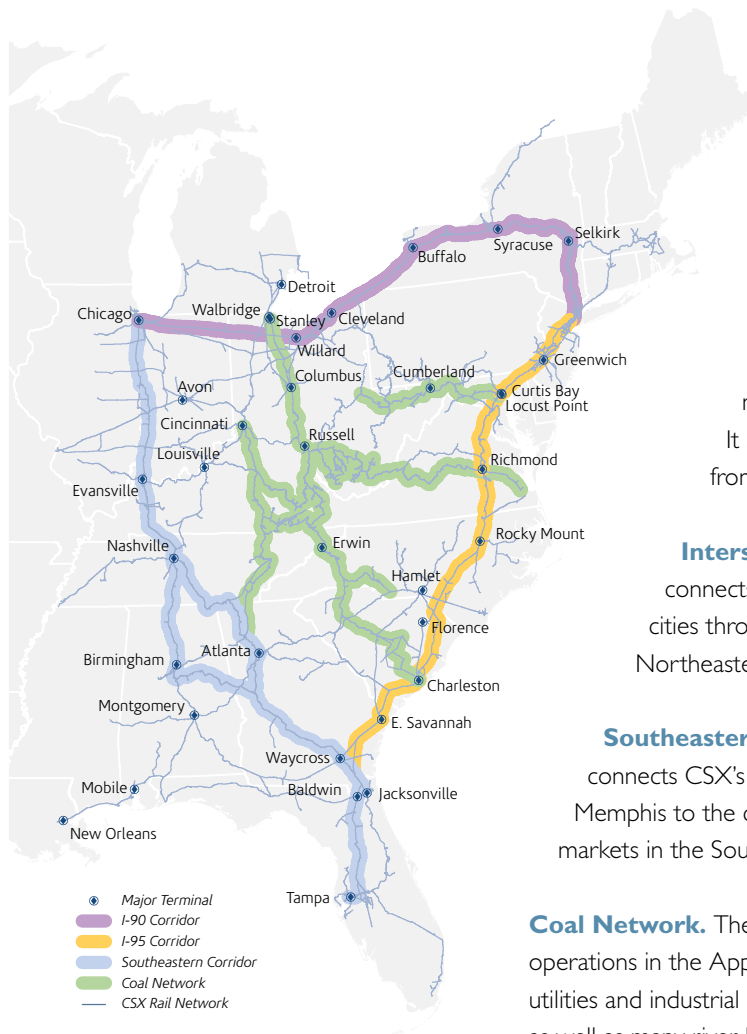 Selkirk
Syracuse
Buffalo
Detroit
Chicago
Walbridge
Stanley
Cleveland
Willard
Greenwich
Columbus
Cumberland
Avon
Curtis Bay
Locust Point
Cincinnati
Russell
Louisville
Richmond
Evansville
Rocky Mount
Nashville
Erwin
Hamlet
Florence
Atlanta
Birmingham
Charleston
Montgomery
E. Savannah
Waycross
Mobile
Baldwin
Jacksonville
New Orleans
Tampa
Major Terminal
I-90 Corridor
I-95 Corridor
Southeastern Corridor
Coal Network
CSX Rail Network
It
from
connects
cities thro
Northeaste
Southeaster
connects CSX's
Memphis to the
markets in the Sou
Coal Network. The
operations in the App
utilities and industrial